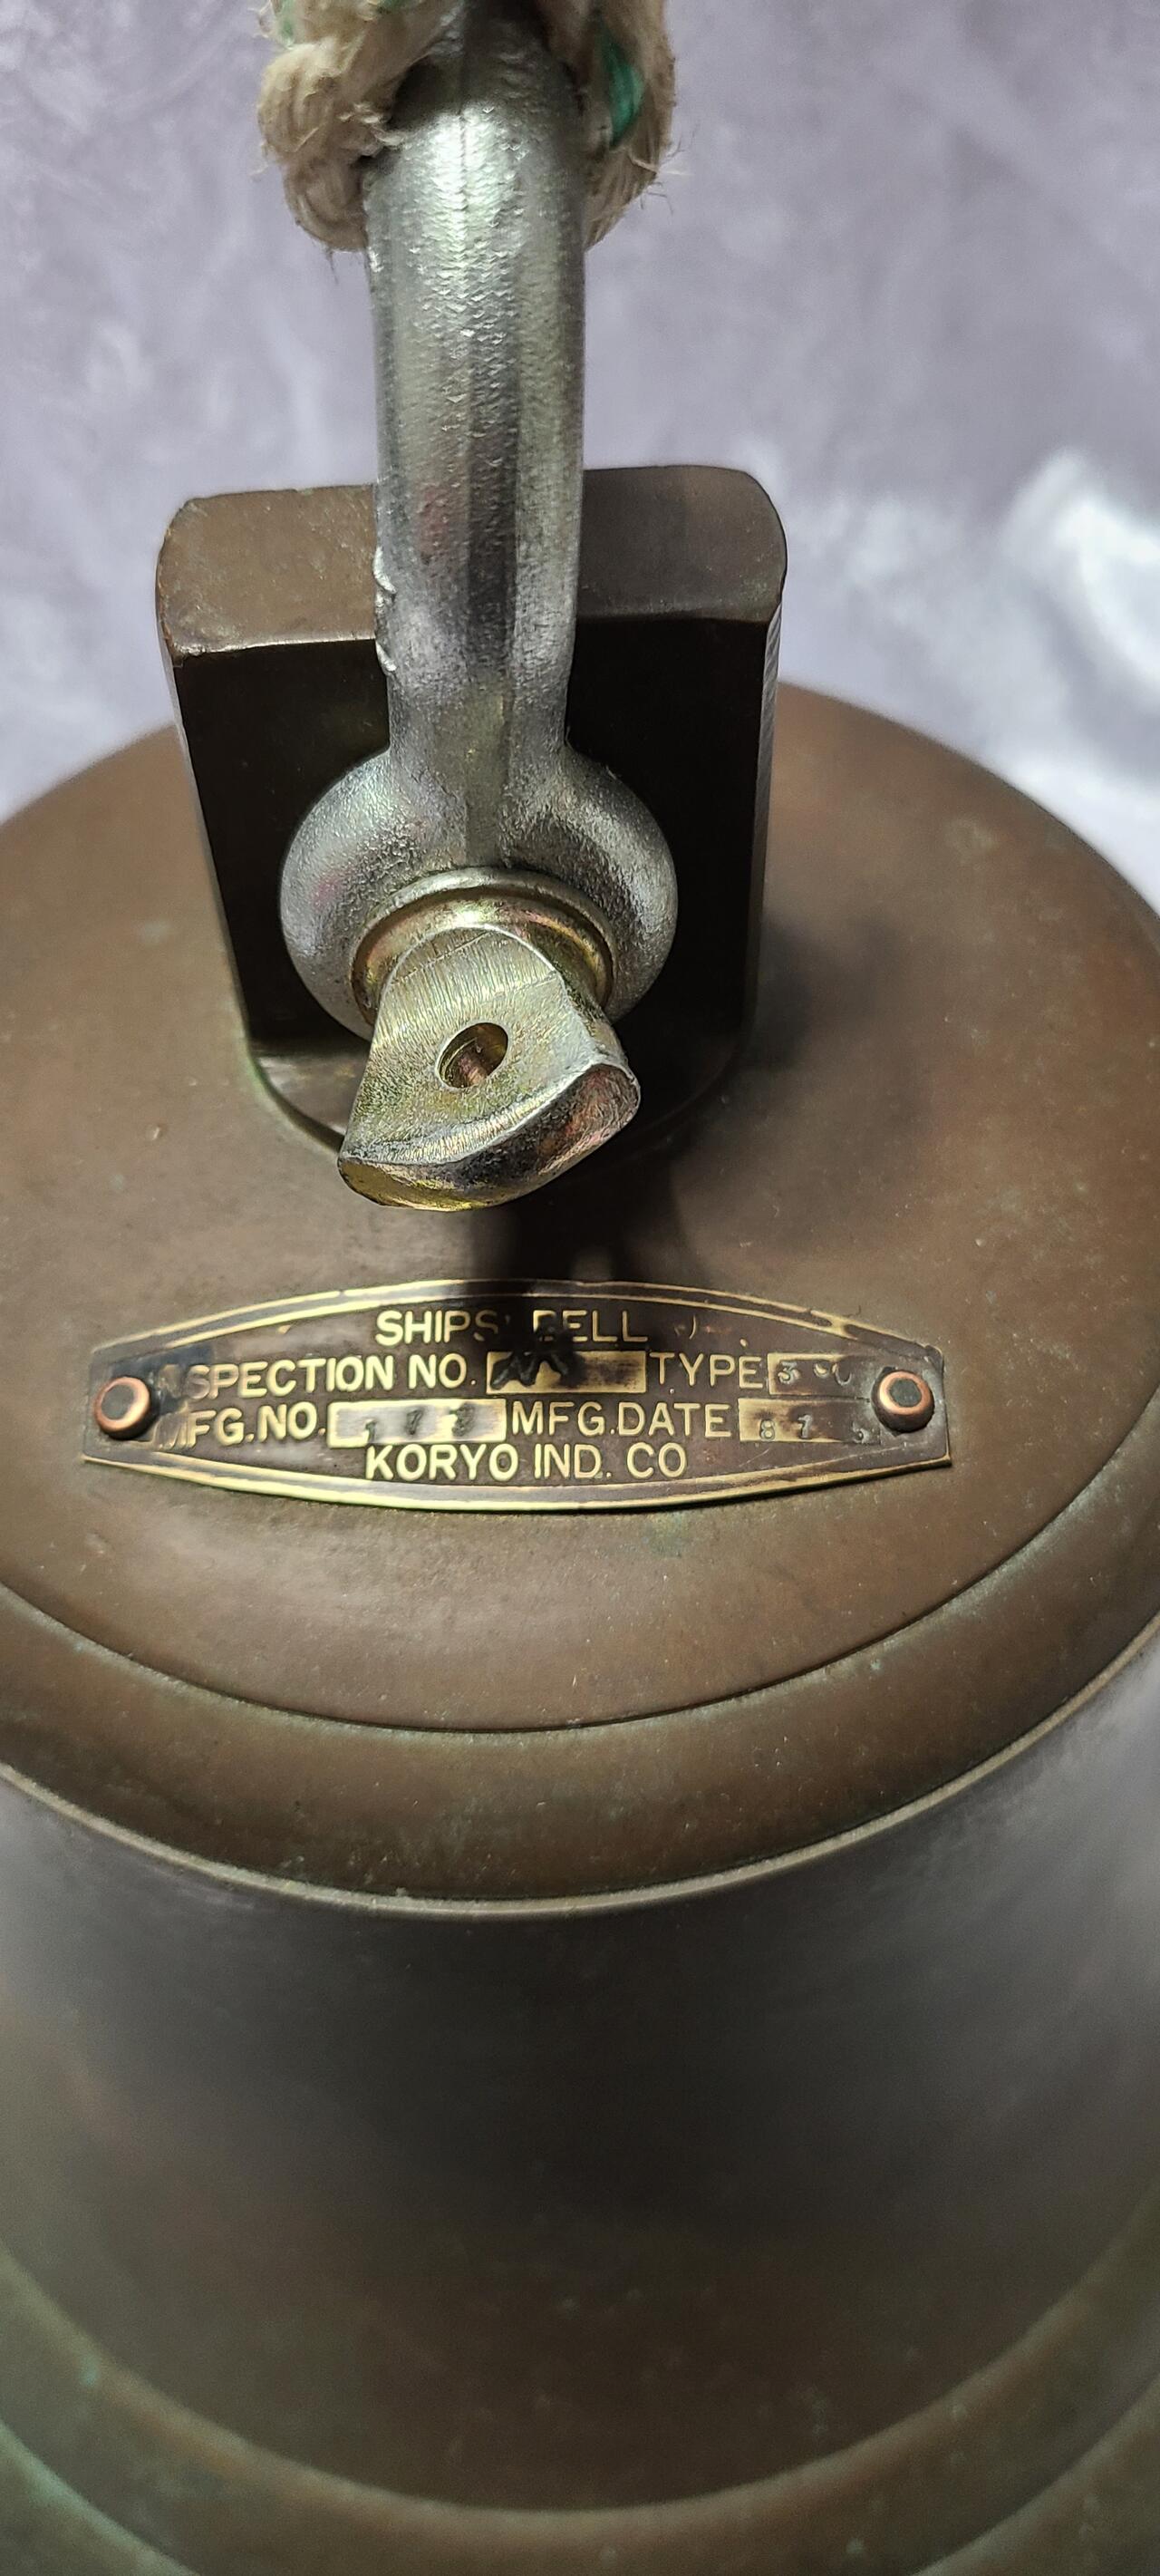 SHIPS' BELL
INSPECTION NO. TYPE
MFG.NO. MFG.DATE
KORYO IND. CO